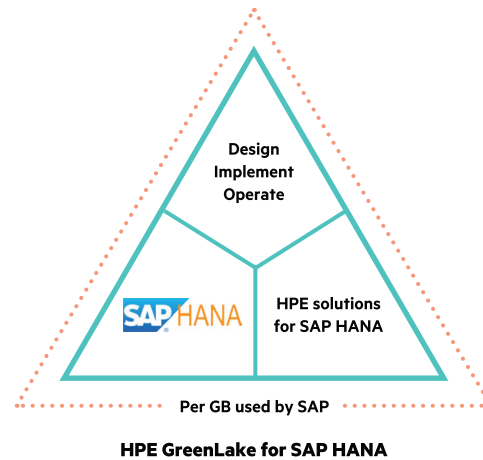 Design
Implement
Operate
SAP HANA
HPE solutions
for SAP HANA
Per GB used by SAP
HPE GreenLake for SAP HANA